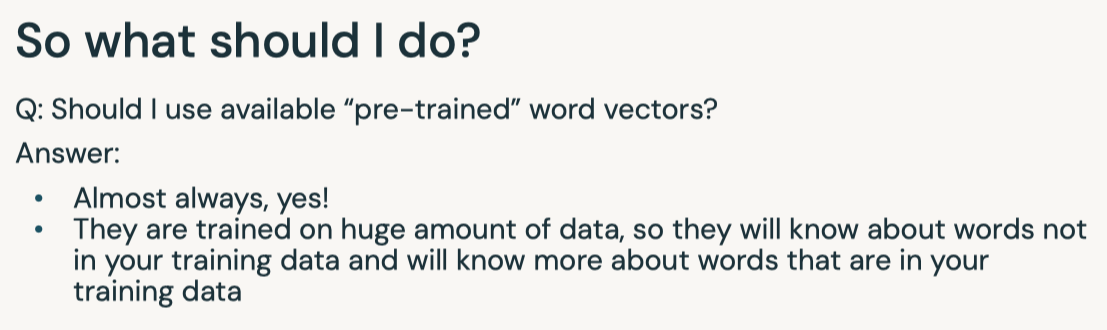 So what should I do?
Q: Should I use available “pre-trained” word vectors?
Answer:
• Almost always, yes!
• They are trained on huge amount of data, so they will know about words not
in your training data and will know more about words that are in your
training data